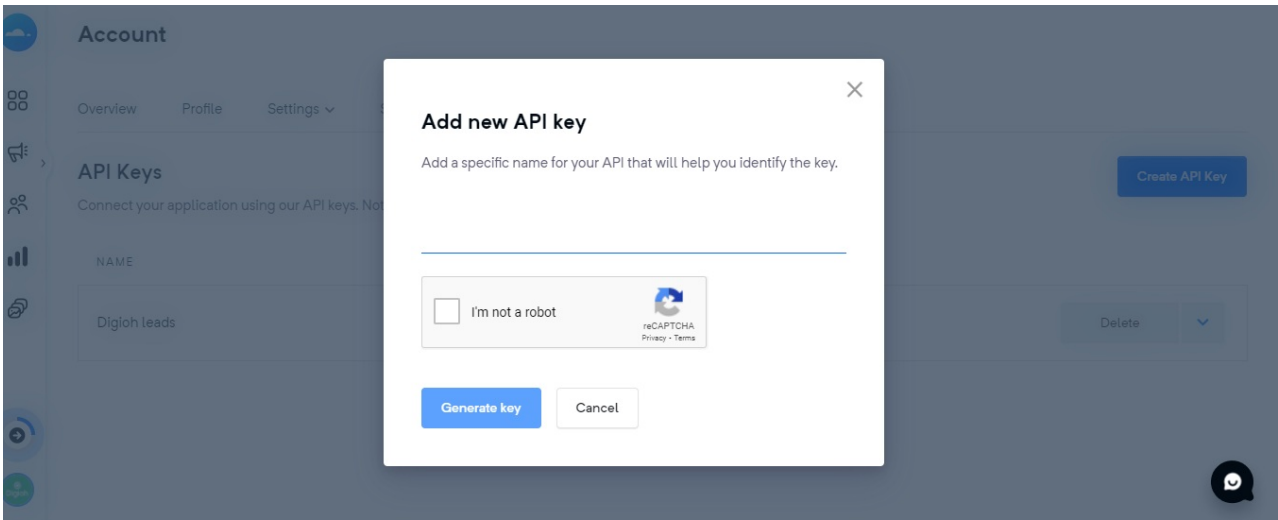 Account
Overview Profile Settings
Add new API key
Add a specific name for your API that will help you identify the key.
API Keys
Create API Key
Connect your application using our API keys.
NAME
I'm not a robot
reCAPTCHA
Privacy - Terms
Digioh leads
Delete
Generate key Cancel